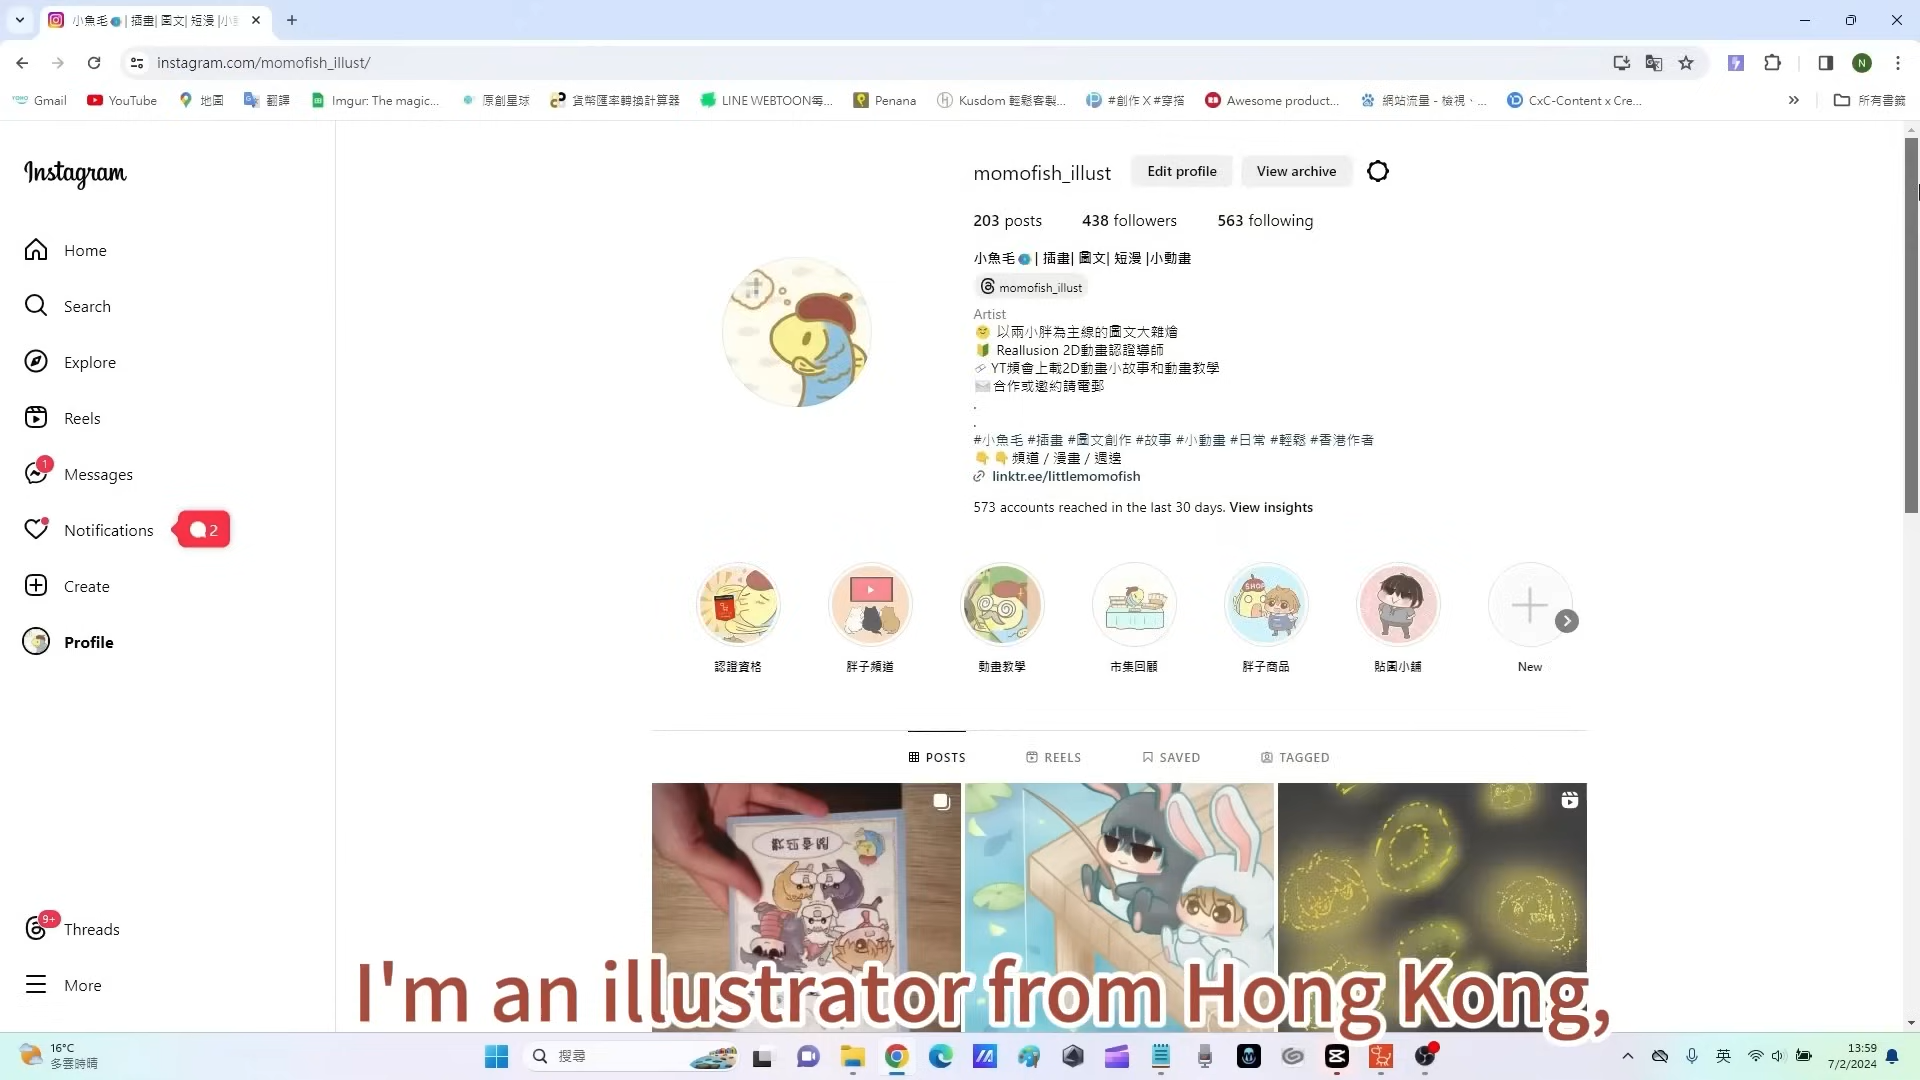 小魚毛 | 插畫| 圖文| 短漫 |小
instagram.com/momofish_illust/
Gmail
YouTube
地圖
翻譯
Imgur: The magic...
原創星球
貨幣匯率轉換計算器
LINE WEBTOON每...
Penana
Kusdom 輕鬆客製...
#創作 X #穿搭
Awesome product...
網站流量 - 檢視、...
CxC-Content x Cre...
所有書籤
N
Instagram
momofish_illust
Edit profile
View archive
203 posts
438 followers
563 following
小魚毛 | 插畫| 圖文| 短漫 |小動畫
momofish_illust
Artist
以兩小胖為主線的圖文大雜燴
Reallusion 2D動畫認證導師
YT頻會上載2D動畫小故事和動畫教學
合作或邀約請電郵
.
.
#小魚毛 #插畫 #圖文創作 #故事 #小動畫 #日常 #輕鬆 #香港作者
頻道 / 漫畫 / 週邊
linktr.ee/littlemomofish
573 accounts reached in the last 30 days. View insights
Home
Search
Explore
Reels
1
Messages
Notifications
2
Create
Profile
9+
Threads
More
SHOP
認證資格
胖子頻道
動畫教學
市集回顧
胖子商品
貼圖小舖
New
POSTS
REELS
SAVED
TAGGED
I'm an illustrator from Hong Kong,
16°C
多雲時晴
搜尋
英
13:59
7/2/2024